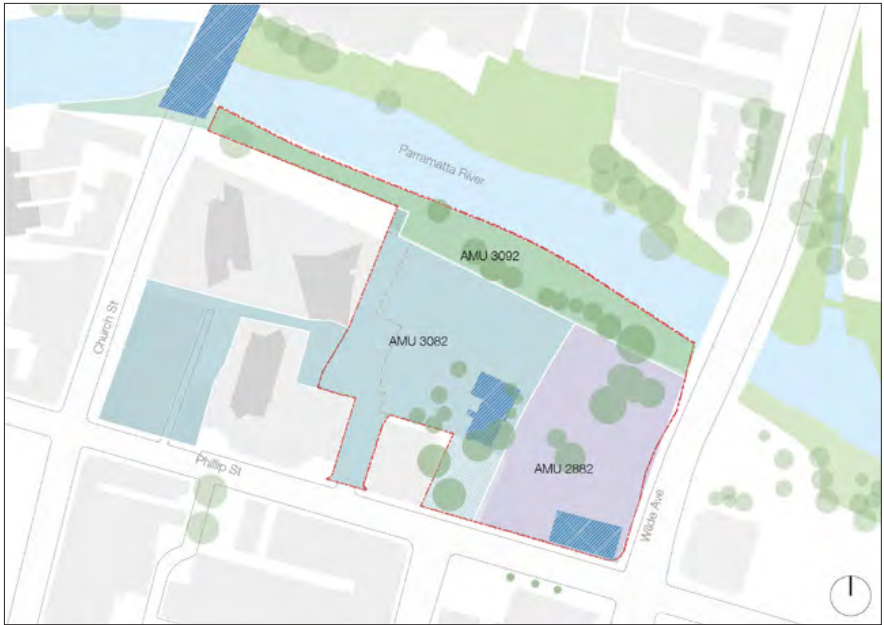 Parramatta River
AMU 3092
AMU 3082
Church St
AMU 2882
Phillip St
Wilde Ave